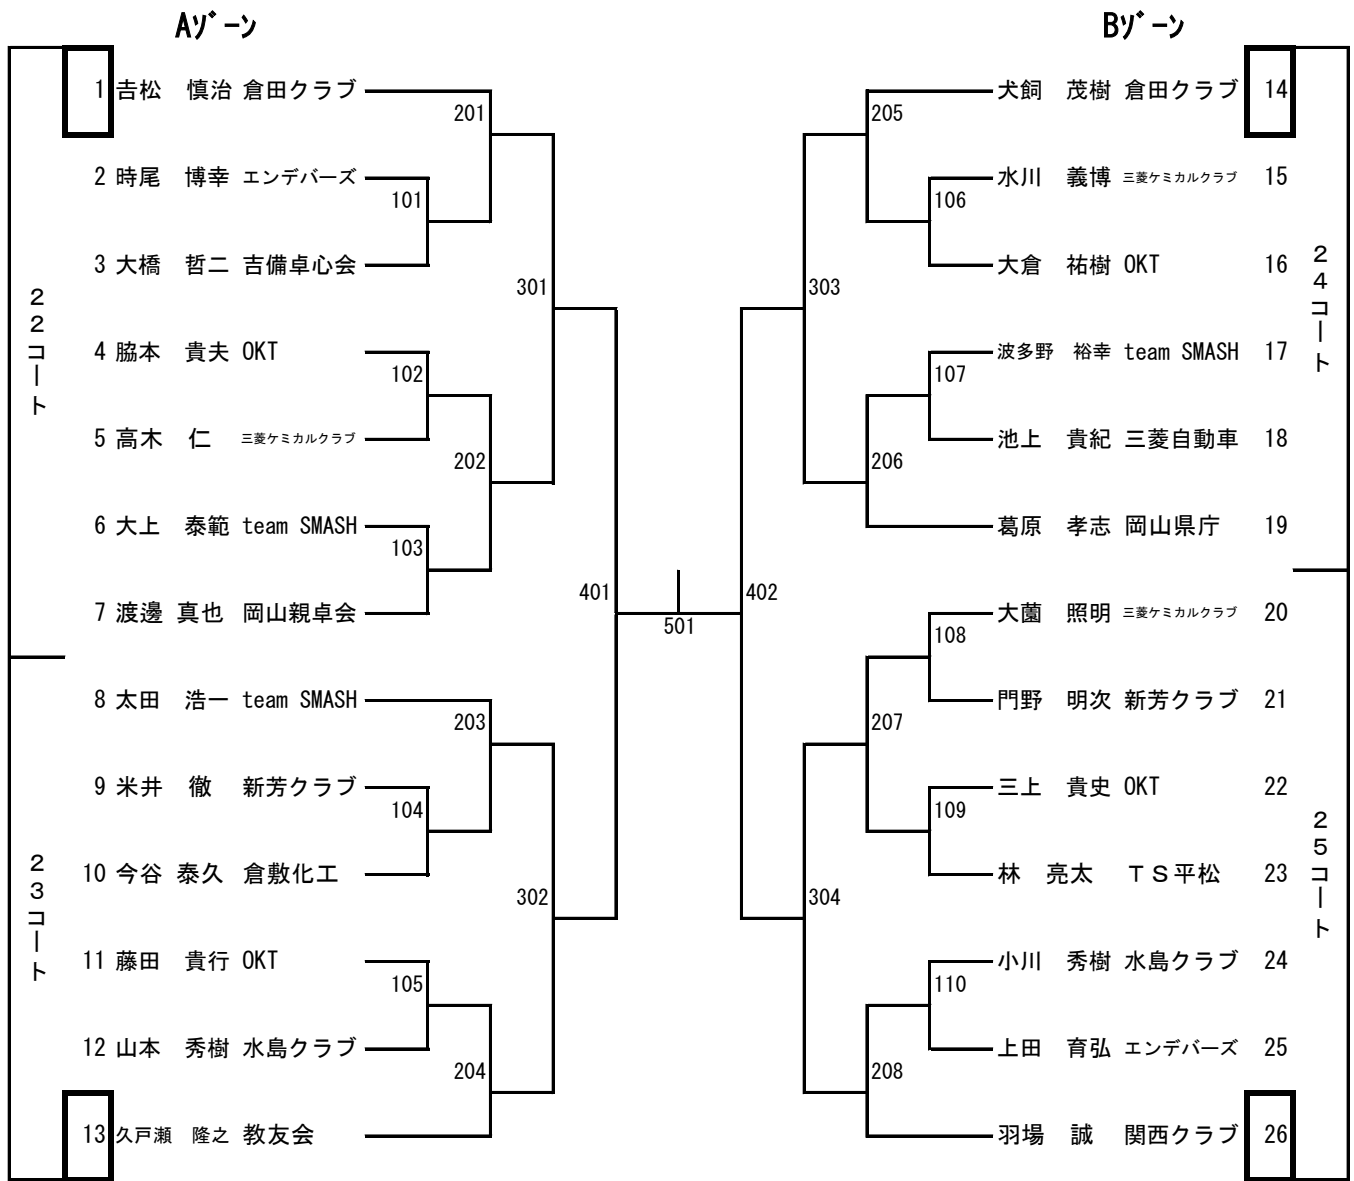 Aゾーン
1 吉松 慎治 倉田クラブ
201
2 時尾 博幸 エンデバーズ
101
3 大橋 哲二 吉備卓心会
301
22コート
4 脇本 貴夫 OKT
102
5 高木 仁 三菱ケミカルクラブ
202
6 大上 泰範 team SMASH
103
7 渡邊 真也 岡山親卓会
401
8 太田 浩一 team SMASH
203
9 米井 徹 新芳クラブ
104
10 今谷 泰久 倉敷化工
302
23コート
11 藤田 貴行 OKT
105
12 山本 秀樹 水島クラブ
204
13 久戸瀬 隆之 教友会
501
Bゾーン
犬飼 茂樹 倉田クラブ 14
205
水川 義博 三菱ケミカルクラブ 15
106
大倉 祐樹 OKT 16
303
24コート
波多野 裕幸 team SMASH 17
107
池上 貴紀 三菱自動車 18
206
葛原 孝志 岡山県庁 19
402
大薗 照明 三菱ケミカルクラブ 20
108
門野 明次 新芳クラブ 21
207
三上 貴史 OKT 22
109
林 亮太 TS平松 23
304
25コート
小川 秀樹 水島クラブ 24
110
上田 育弘 エンデバーズ 25
208
羽場 誠 関西クラブ 26